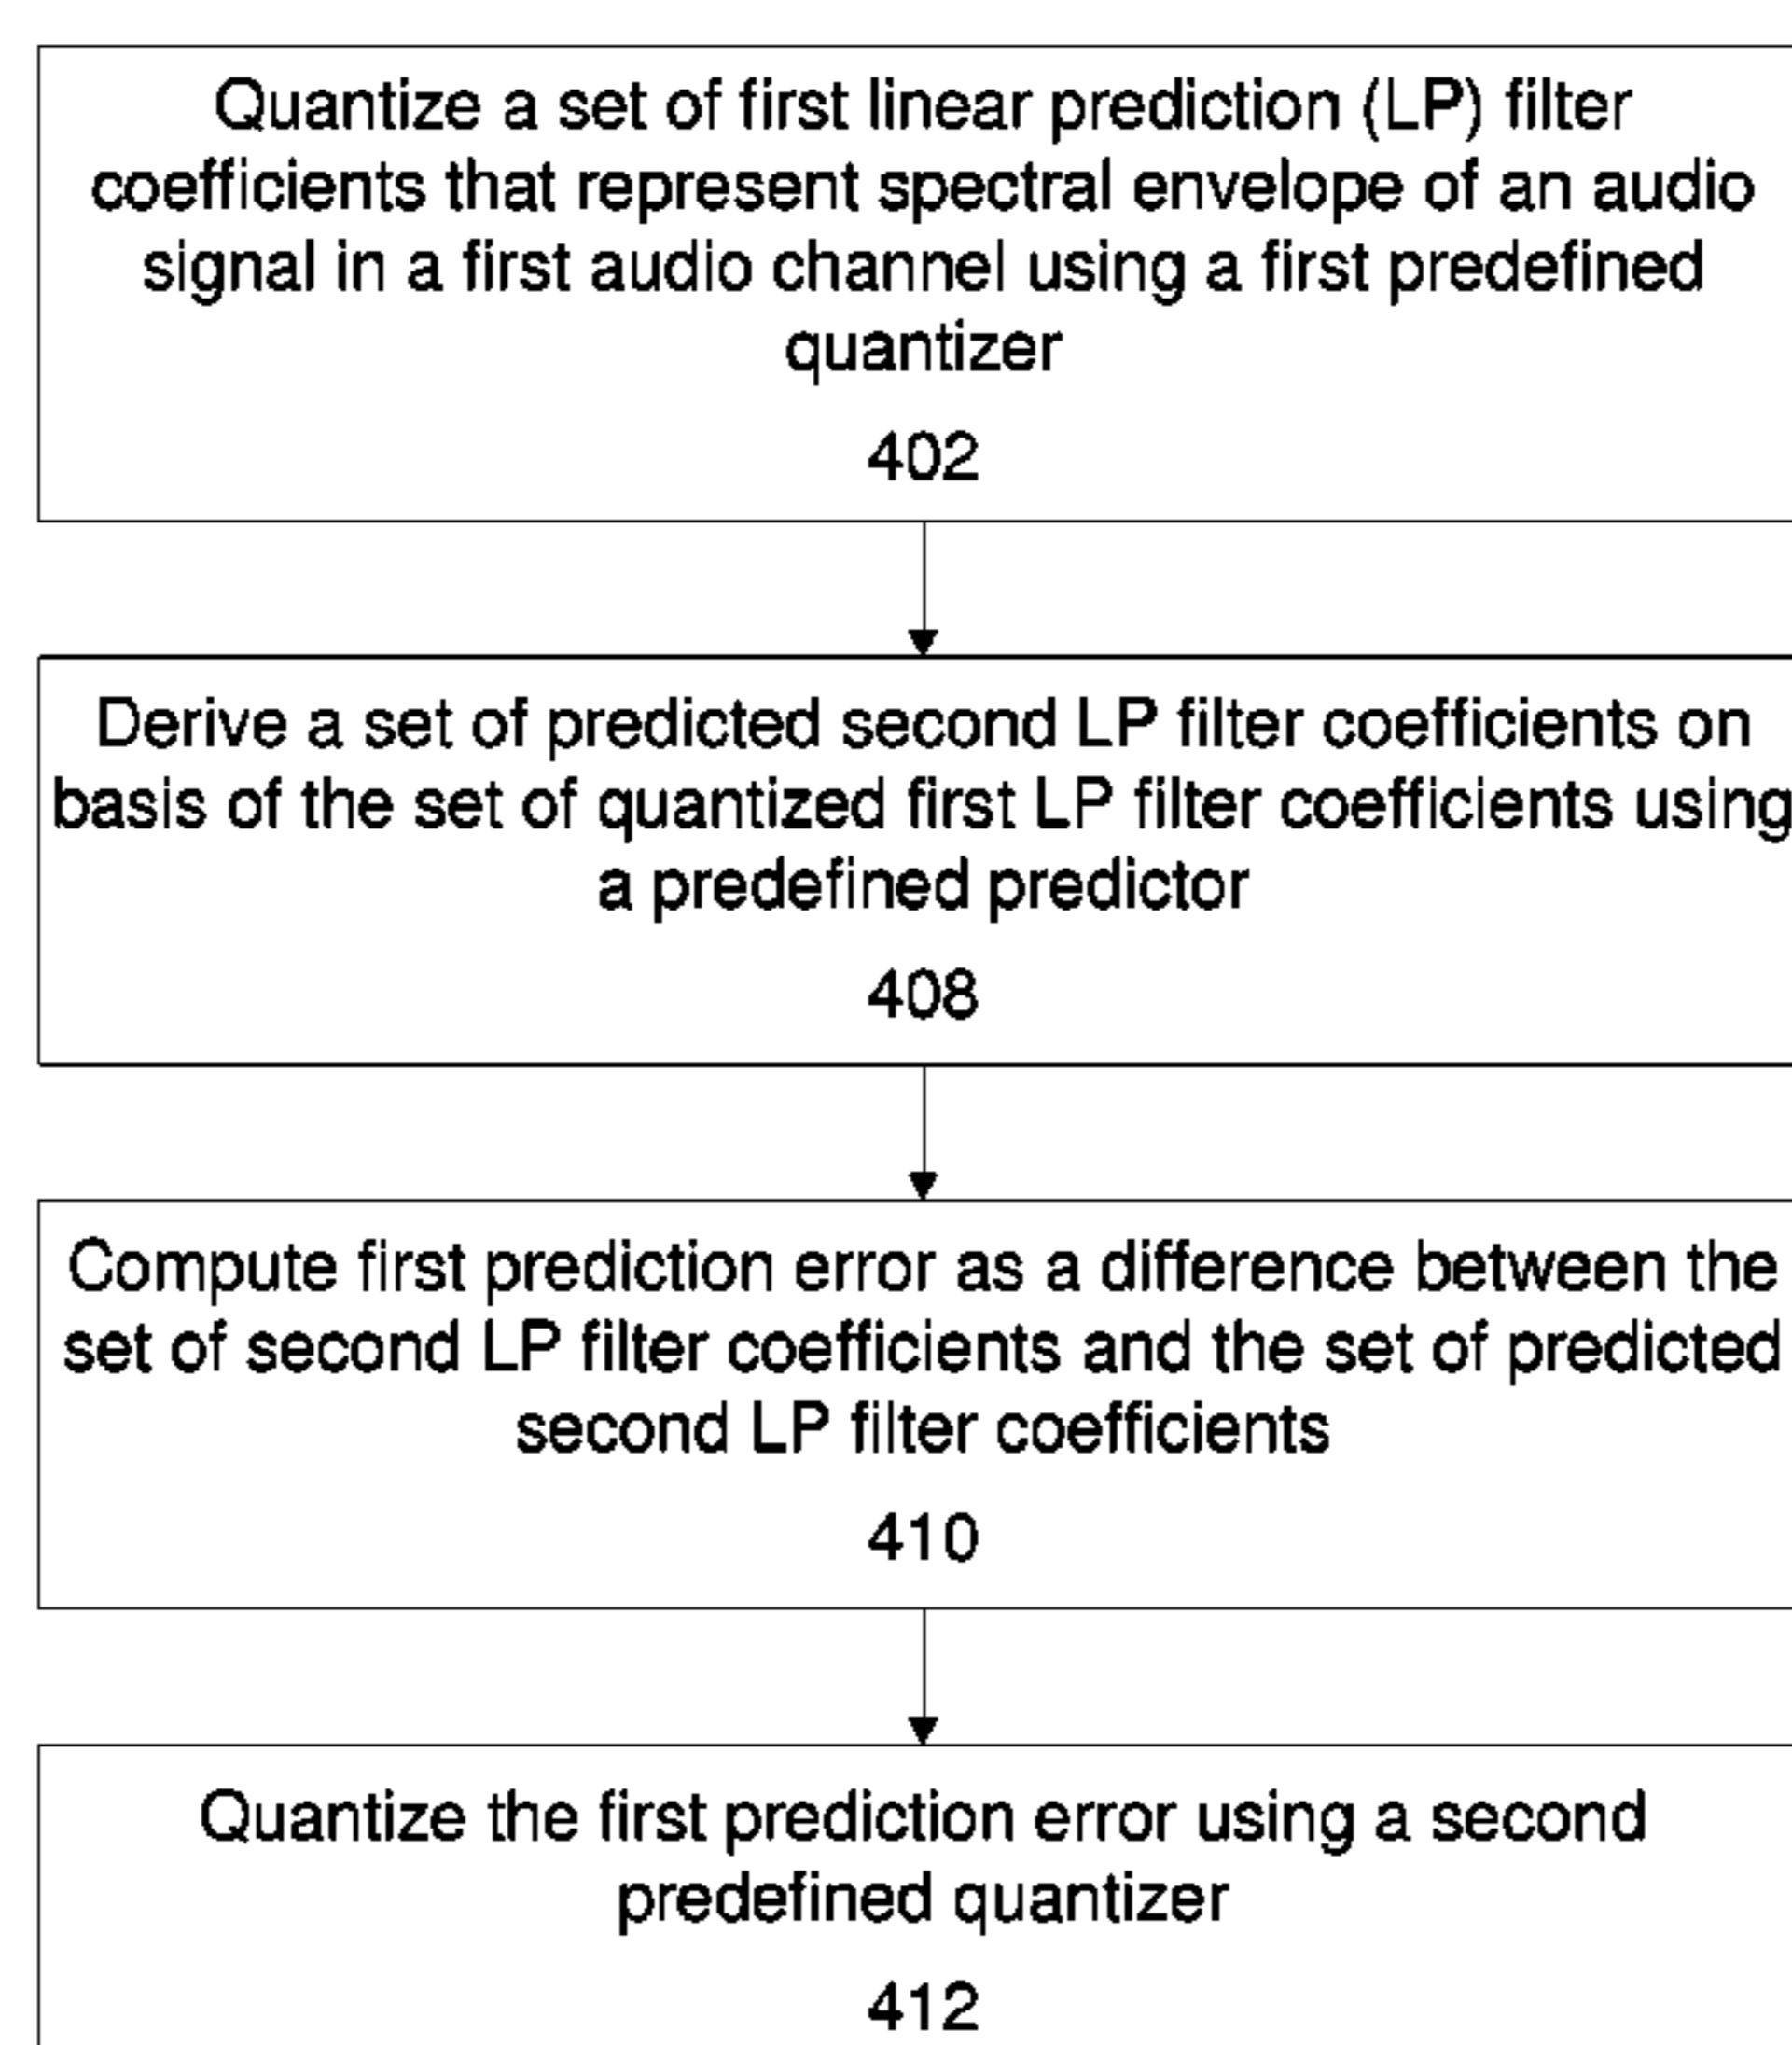 Quantize a set of first linear prediction (LP) filter
coefficients that represent spectral envelope of an audio
signal in a first audio channel using a first predefined
quantizer
402
Derive a set of predicted second LP filter coefficients on
basis of the set of quantized first LP filter coefficients using
a predefined predictor
408
Compute first prediction error as a difference between the
set of second LP filter coefficients and the set of predicted
second LP filter coefficients
410
Quantize the first prediction error using a second
predefined quantizer
412